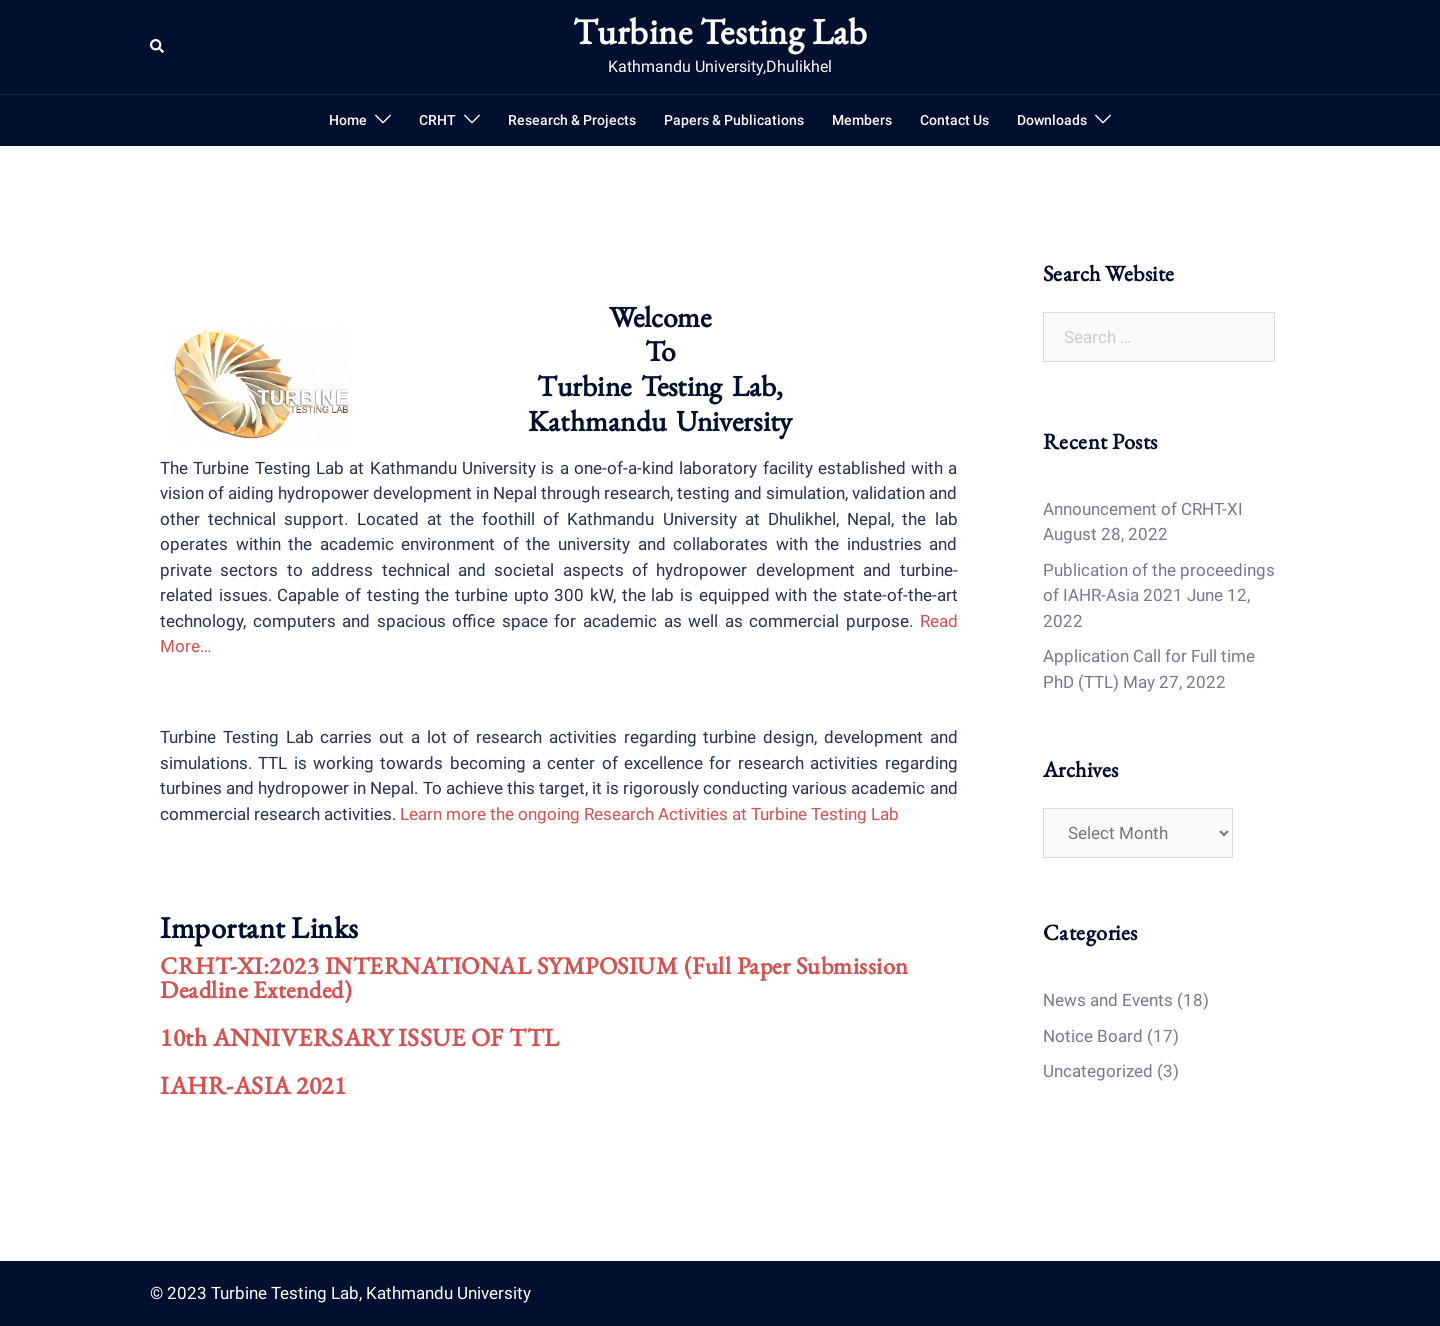 Turbine Testing Lab
Kathmandu University,Dhulikhel
Home
CRHT
Research & Projects
Papers & Publications
Members
Contact Us
Downloads
TURBINE
TESTING LAB
Welcome
To
Turbine Testing Lab,
Kathmandu University
The Turbine Testing Lab at Kathmandu University is a one-of-a-kind laboratory facility established with a
vision of aiding hydropower development in Nepal through research, testing and simulation, validation and
other technical support. Located at the foothill of Kathmandu University at Dhulikhel, Nepal, the lab
operates within the academic environment of the university and collaborates with the industries and
private sectors to address technical and societal aspects of hydropower development and turbine-
related issues. Capable of testing the turbine upto 300 kW, the lab is equipped with the state-of-the-art
technology, computers and spacious office space for academic as well as commercial purpose. Read
More…
Turbine Testing Lab carries out a lot of research activities regarding turbine design, development and
simulations. TTL is working towards becoming a center of excellence for research activities regarding
turbines and hydropower in Nepal. To achieve this target, it is rigorously conducting various academic and
commercial research activities. Learn more the ongoing Research Activities at Turbine Testing Lab
Important Links
CRHT-XI:2023 INTERNATIONAL SYMPOSIUM (Full Paper Submission
Deadline Extended)
10th ANNIVERSARY ISSUE OF TTL
IAHR-ASIA 2021
Search Website
Search …
Recent Posts
Announcement of CRHT-XI
August 28, 2022
Publication of the proceedings
of IAHR-Asia 2021 June 12,
2022
Application Call for Full time
PhD (TTL) May 27, 2022
Archives
Select Month
Categories
News and Events (18)
Notice Board (17)
Uncategorized (3)
© 2023 Turbine Testing Lab, Kathmandu University